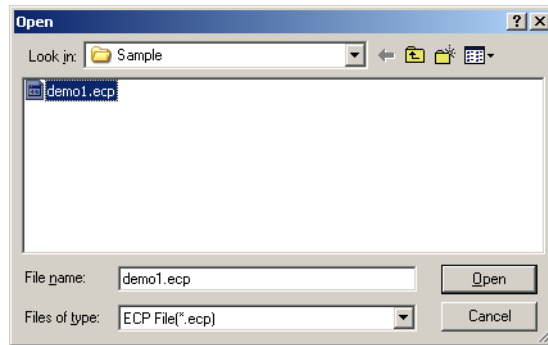 Open
Look in: Sample
demo1.ecp
File name: demo1.ecp Open
Files of type: ECP File(*.ecp) Cancel